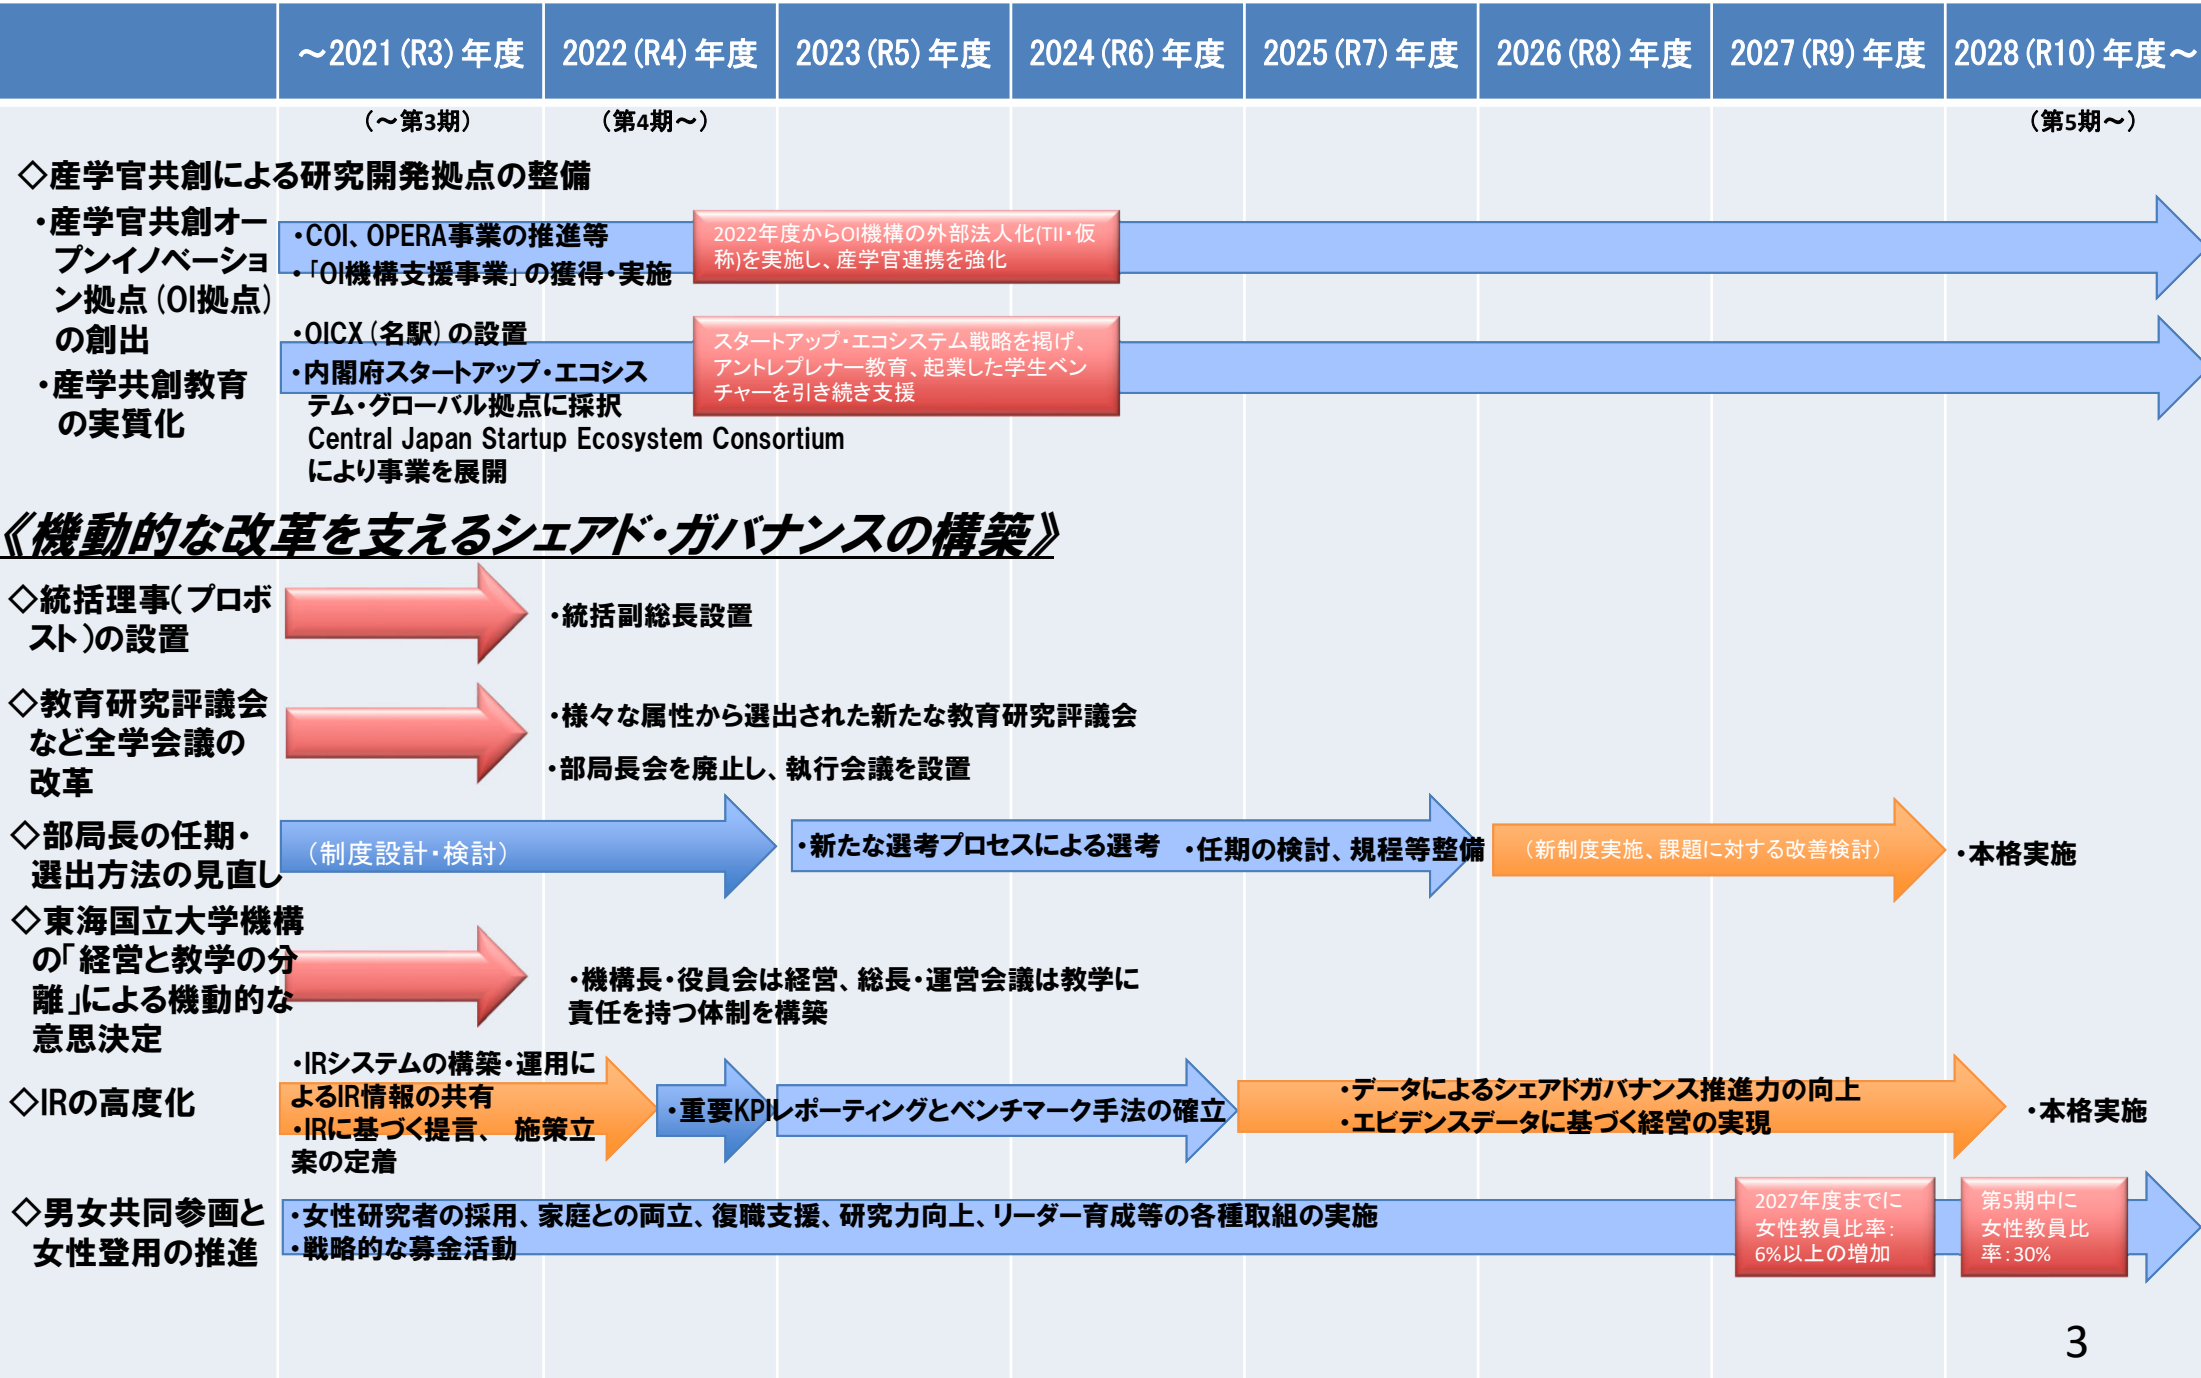 ～2021(R3)年度 2022(R4)年度 2023(R5)年度 2024(R6)年度 2025(R7)年度 2026(R8)年度 2027(R9)年度 2028(R10)年度～
（～第3期） （第4期～） （第5期～）
◇産学官共創による研究開発拠点の整備
・産学官共創オー
プンイノベーショ
ン拠点(OI拠点)
の創出
・COI、OPERA事業の推進等
・「OI機構支援事業」の獲得・実施
2022年度からOI機構の外部法人化(TII・仮
称)を実施し、産学官連携を強化
・産学共創教育
の実質化
・OICX(名駅)の設置
・内閣府スタートアップ・エコシス
テム・グローバル拠点に採択
Central Japan Startup Ecosystem Consortium
により事業を展開
スタートアップ・エコシステム戦略を掲げ、
アントレプレナー教育、起業した学生ベン
チャーを引き続き支援
《機動的な改革を支えるシェアド・ガバナンスの構築》
◇統括理事（プロボ
スト）の設置
・統括副総長設置
◇教育研究評議会
など全学会議の
改革
・様々な属性から選出された新たな教育研究評議会
・部局長会を廃止し、執行会議を設置
◇部局長の任期・
選出方法の見直し
（制度設計・検討）
・新たな選考プロセスによる選考
・任期の検討、規程等整備
（新制度実施、課題に対する改善検討）
・本格実施
◇東海国立大学機構
の「経営と教学の分
離」による機動的な
意思決定
・機構長・役員会は経営、総長・運営会議は教学に
責任を持つ体制を構築
◇IRの高度化
・IRシステムの構築・運用に
よるIR情報の共有
・IRに基づく提言、 施策立
案の定着
・重要KPIレポーティングとベンチマーク手法の確立
・データによるシェアドガバナンス推進力の向上
・エビデンスデータに基づく経営の実現
・本格実施
◇男女共同参画と
女性登用の推進
・女性研究者の採用、家庭との両立、復職支援、研究力向上、リーダー育成等の各種取組の実施
・戦略的な募金活動
2027年度までに
女性教員比率：
6%以上の増加
第5期中に
女性教員比
率：30%
3